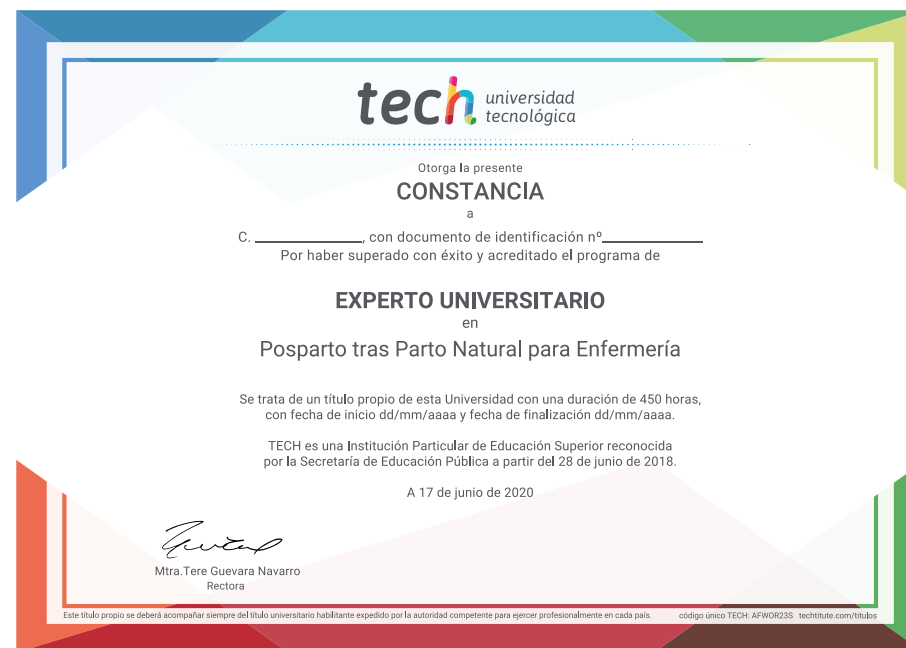 tech universidad
tecnológica
Otorga la presente
CONSTANCIA
a
C. ______________, con documento de identificación nº______________
Por haber superado con éxito y acreditado el programa de
EXPERTO UNIVERSITARIO
en
Posparto tras Parto Natural para Enfermería
Se trata de un título propio de esta Universidad con una duración de 450 horas,
con fecha de inicio dd/mm/aaaa y fecha de finalización dd/mm/aaaa.
TECH es una Institución Particular de Educación Superior reconocida
por la Secretaría de Educación Pública a partir del 28 de junio de 2018.
A 17 de junio de 2020
Mtra.Tere Guevara Navarro
Rectora
Este título propio se deberá acompañar siempre del título universitario habilitante expedido por la autoridad competente para ejercer profesionalmente en cada país. código único TECH: AFWOR23S techtitute.com/titulos